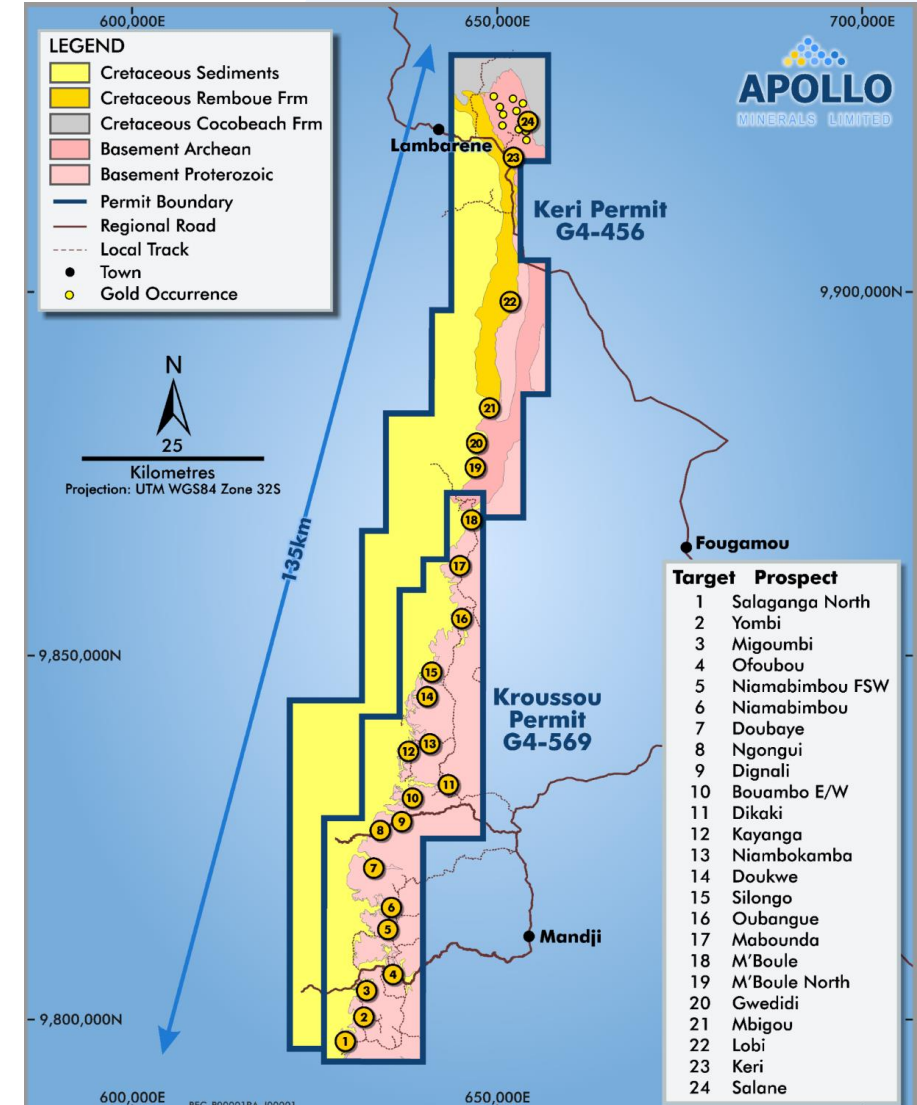 600,000E
650,000E
700,000E
LEGEND
Cretaceous Sediments
Cretaceous Remboue Frm
Cretaceous Cocobeach Frm
Basement Archean
Basement Proterozoic
Permit Boundary
Regional Road
Local Track
Town
Gold Occurrence
APOLLO
MINERALS LIMITED
Lambarene
24
23
Keri Permit
G4-456
9,900,000N
22
N
25
Kilometres
Projection: UTM WGS84 Zone 32S
21
20
19
18
135km
Fougamou
17
16
9,850,000N
15
14
Kroussou
Permit
G4-569
13
12
11
10
9
8
7
6
5
Mandji
4
3
2
1
9,800,000N
Target Prospect
1 Salaganga North
2 Yombi
3 Migoumbi
4 Ofoubou
5 Niamabimbou FSW
6 Niamabimbou
7 Doubaye
8 Ngongui
9 Dignali
10 Bouambo E/W
11 Dikaki
12 Kayanga
13 Niambokamba
14 Doukwe
15 Silongo
16 Oubangue
17 Mabounda
18 M'Boule
19 M'Boule North
20 Gwedidi
21 Mbigou
22 Lobi
23 Keri
24 Salane
600,000E
650,000E